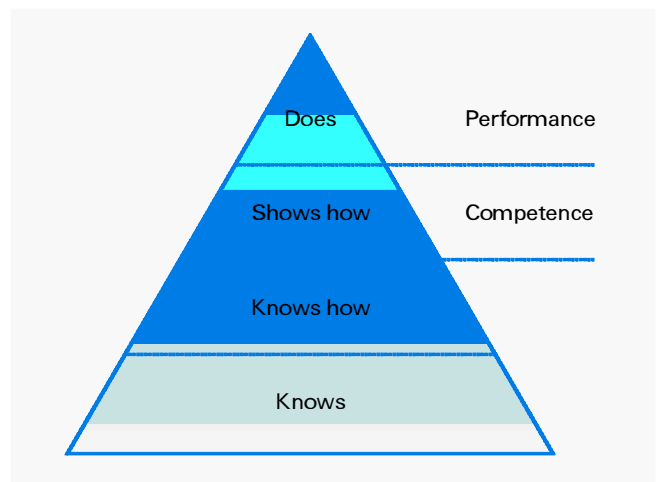 Does Performance
Shows how Competence
Knows how
Knows